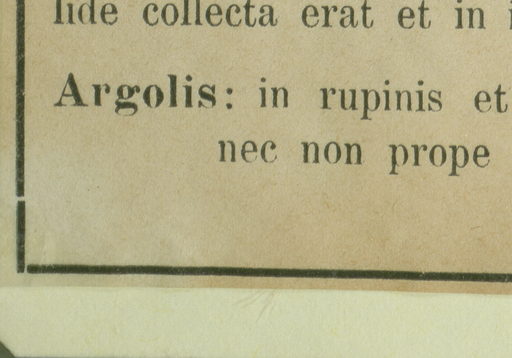 lide collecta erat et in
Argolis: in rupinis et
nec non prope